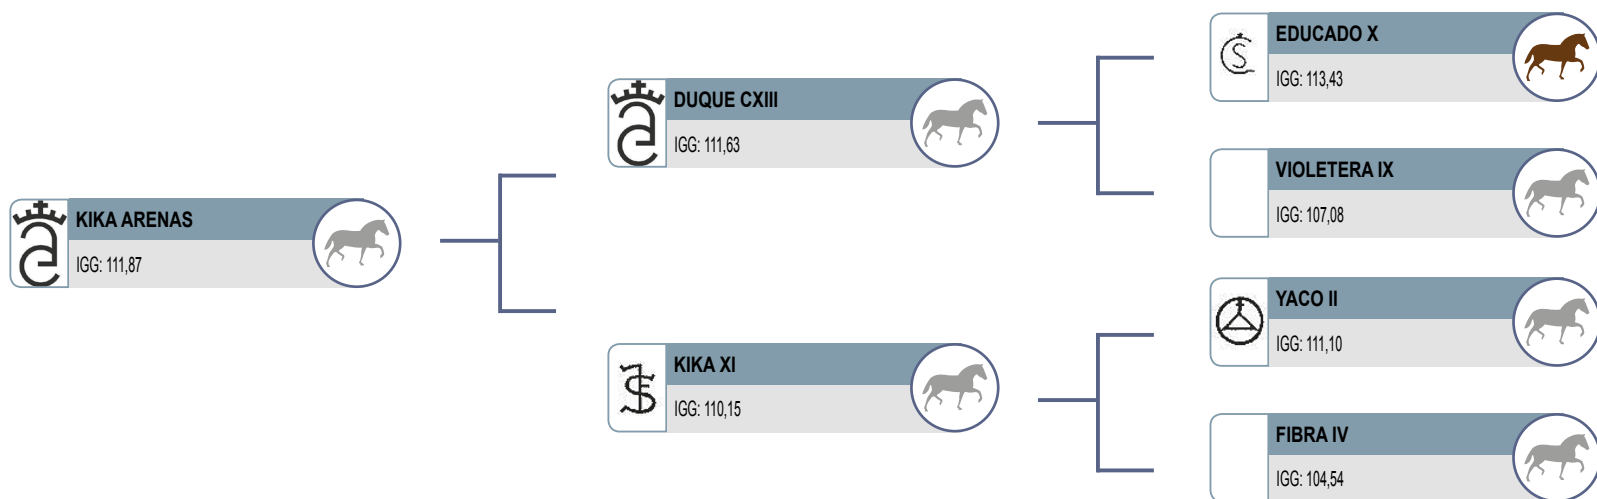 KIKA ARENAS
IGG: 111,87
DUQUE CXIII
IGG: 111,63
KIKA XI
IGG: 110,15
EDUCADO X
IGG: 113,43
VIOLETERA IX
IGG: 107,08
YACO II
IGG: 111,10
FIBRA IV
IGG: 104,54